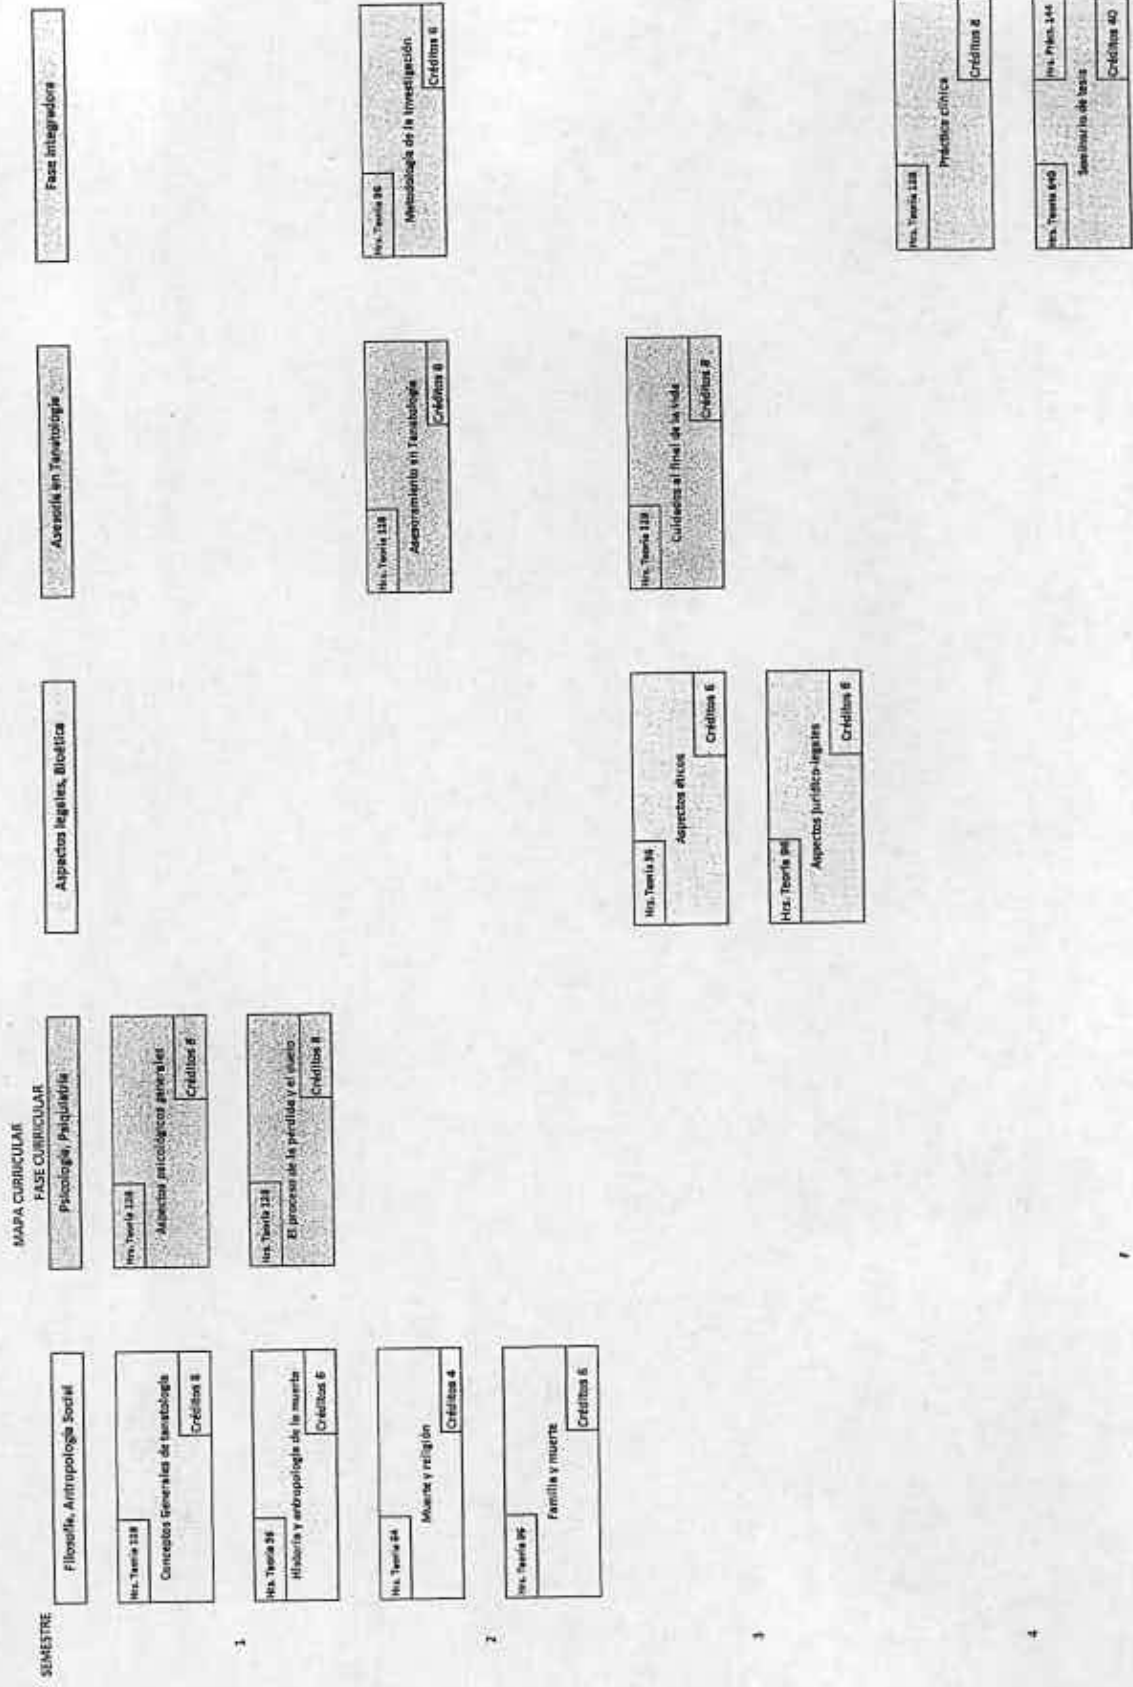 MAPA CURRICULAR
FASE CURRICULAR
SEMESTRE
Filosofía, Antropología Social
Psicología, Psiquiatría
Aspectos legales, Bioética
Asesoría en Tanatología
Fase integradora
1
Hrs. Teoría 128
Conceptos Generales de tanatología
Créditos 8
Hrs. Teoría 128
Aspectos psicológicos generales
Créditos 8
Hrs. Teoría 96
Historia y antropología de la muerte
Créditos 6
Hrs. Teoría 128
El proceso de la pérdida y el duelo
Créditos 8
2
Hrs. Teoría 64
Muerte y religión
Créditos 4
Hrs. Teoría 128
Asesoramiento en Tanatología
Créditos 8
Hrs. Teoría 96
Metodología de la investigación
Créditos 6
Hrs. Teoría 96
Familia y muerte
Créditos 6
3
Hrs. Teoría 96
Aspectos éticos
Créditos 6
Hrs. Teoría 128
Cuidados al final de la vida
Créditos 8
Hrs. Teoría 96
Aspectos jurídico-legales
Créditos 6
4
Hrs. Teoría 128
Práctica clínica
Créditos 8
Hrs. Teoría 640
Hrs. Prác. 144
Seminario de tesis
Créditos 40